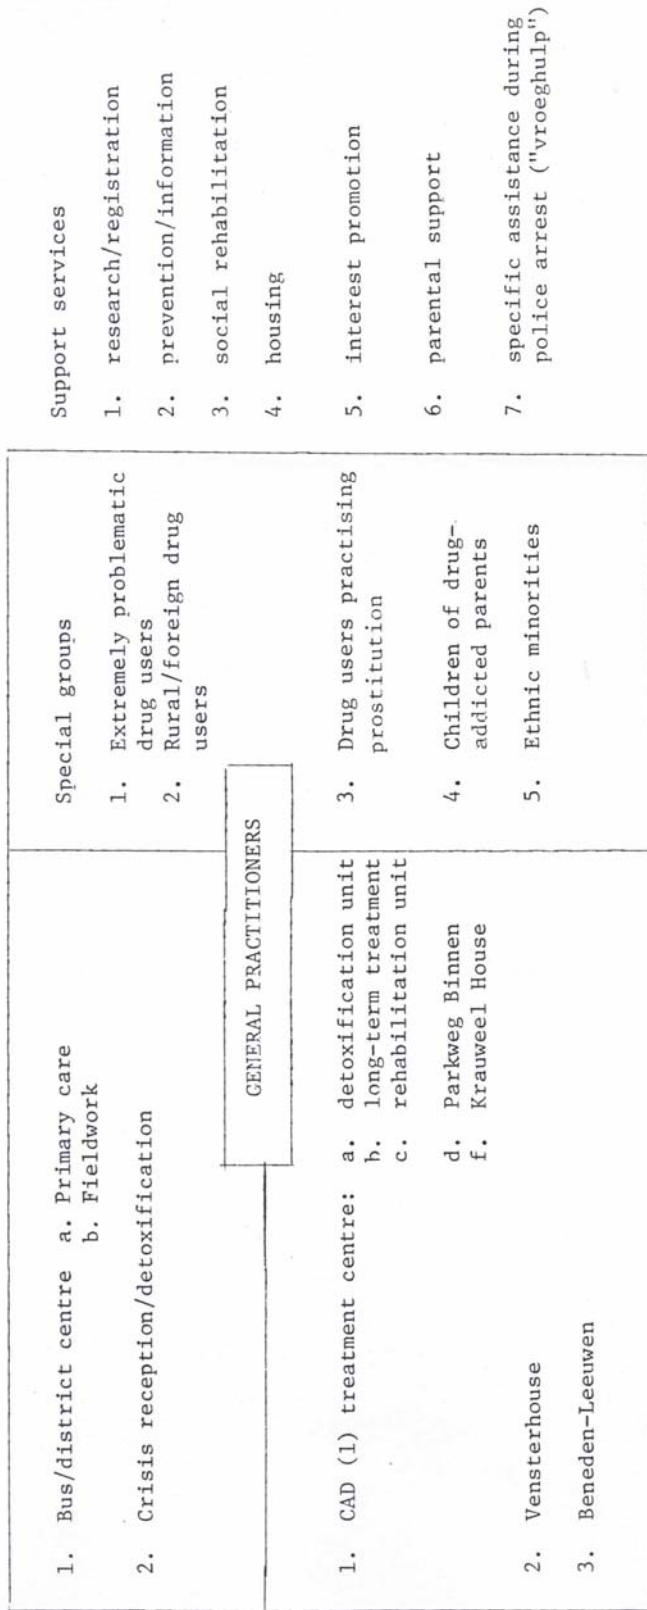 1. Bus/district centre a. Primary care
b. Fieldwork
2. Crisis reception/detoxification
GENERAL PRACTITIONERS
1. CAD (1) treatment centre: a. detoxification unit
b. long-term treatment
c. rehabilitation unit
d. Parkweg Binnen
f. Krauweel House
2. Vensterhouse
3. Beneden-Leeuwen
Special groups
1. Extremely problematic
drug users
2. Rural/foreign drug
users
3. Drug users practising
prostitution
4. Children of drug-
addicted parents
5. Ethnic minorities
Support services
1. research/registration
2. prevention/information
3. social rehabilitation
4. housing
5. interest promotion
6. parental support
7. specific assistance during
police arrest ("vroeghulp")